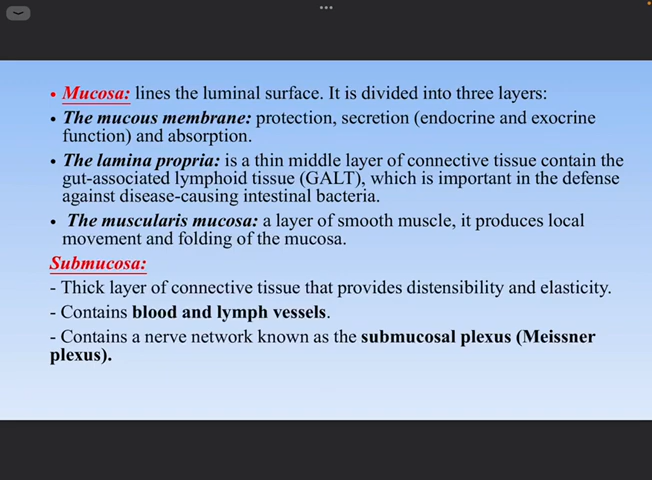 • Mucosa: lines the luminal surface. It is divided into three layers:
• The mucous membrane: protection, secretion (endocrine and exocrine
function) and absorption.
• The lamina propria: is a thin middle layer of connective tissue contain the
gut-associated lymphoid tissue (GALT), which is important in the defense
against disease-causing intestinal bacteria.
• The muscularis mucosa: a layer of smooth muscle, it produces local
movement and folding of the mucosa.
Submucosa:
- Thick layer of connective tissue that provides distensibility and elasticity.
- Contains blood and lymph vessels.
- Contains a nerve network known as the submucosal plexus (Meissner
plexus).